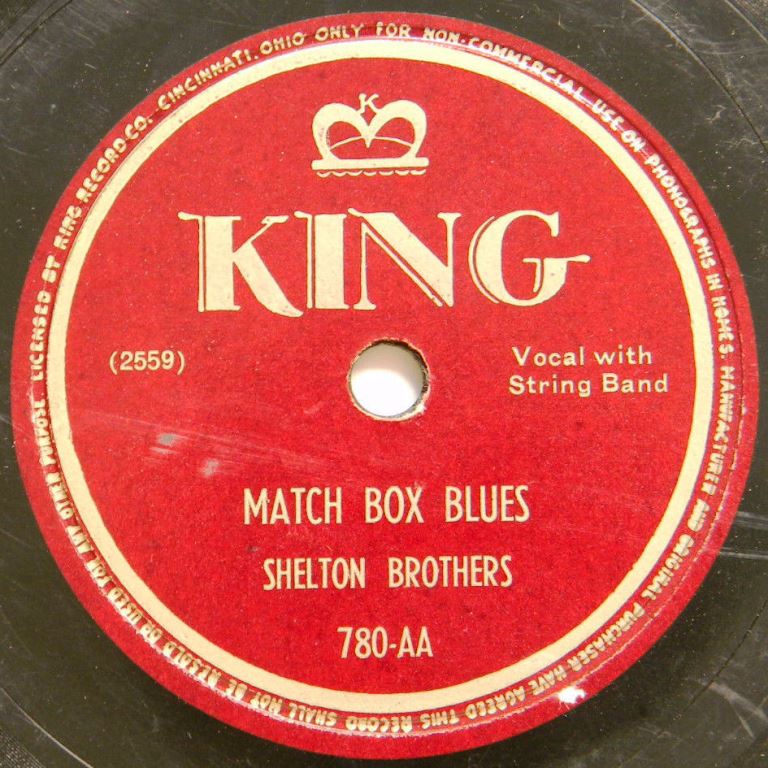 LICENSED BY KING RECORD CO. CINCINNATI. OHIO ONLY FOR NON-COMMERCIAL USE ON PHONOGRAPHS IN HOMES. MANUFACTURER AND ORIGINAL PURCHASER HAVE AGREED THIS RECORD SHALL NOT BE RESOLD OR USED FOR ANY OTHER PURPOSE
K
KING
(2559)
Vocal with
String Band
MATCH BOX BLUES
SHELTON BROTHERS
780-AA